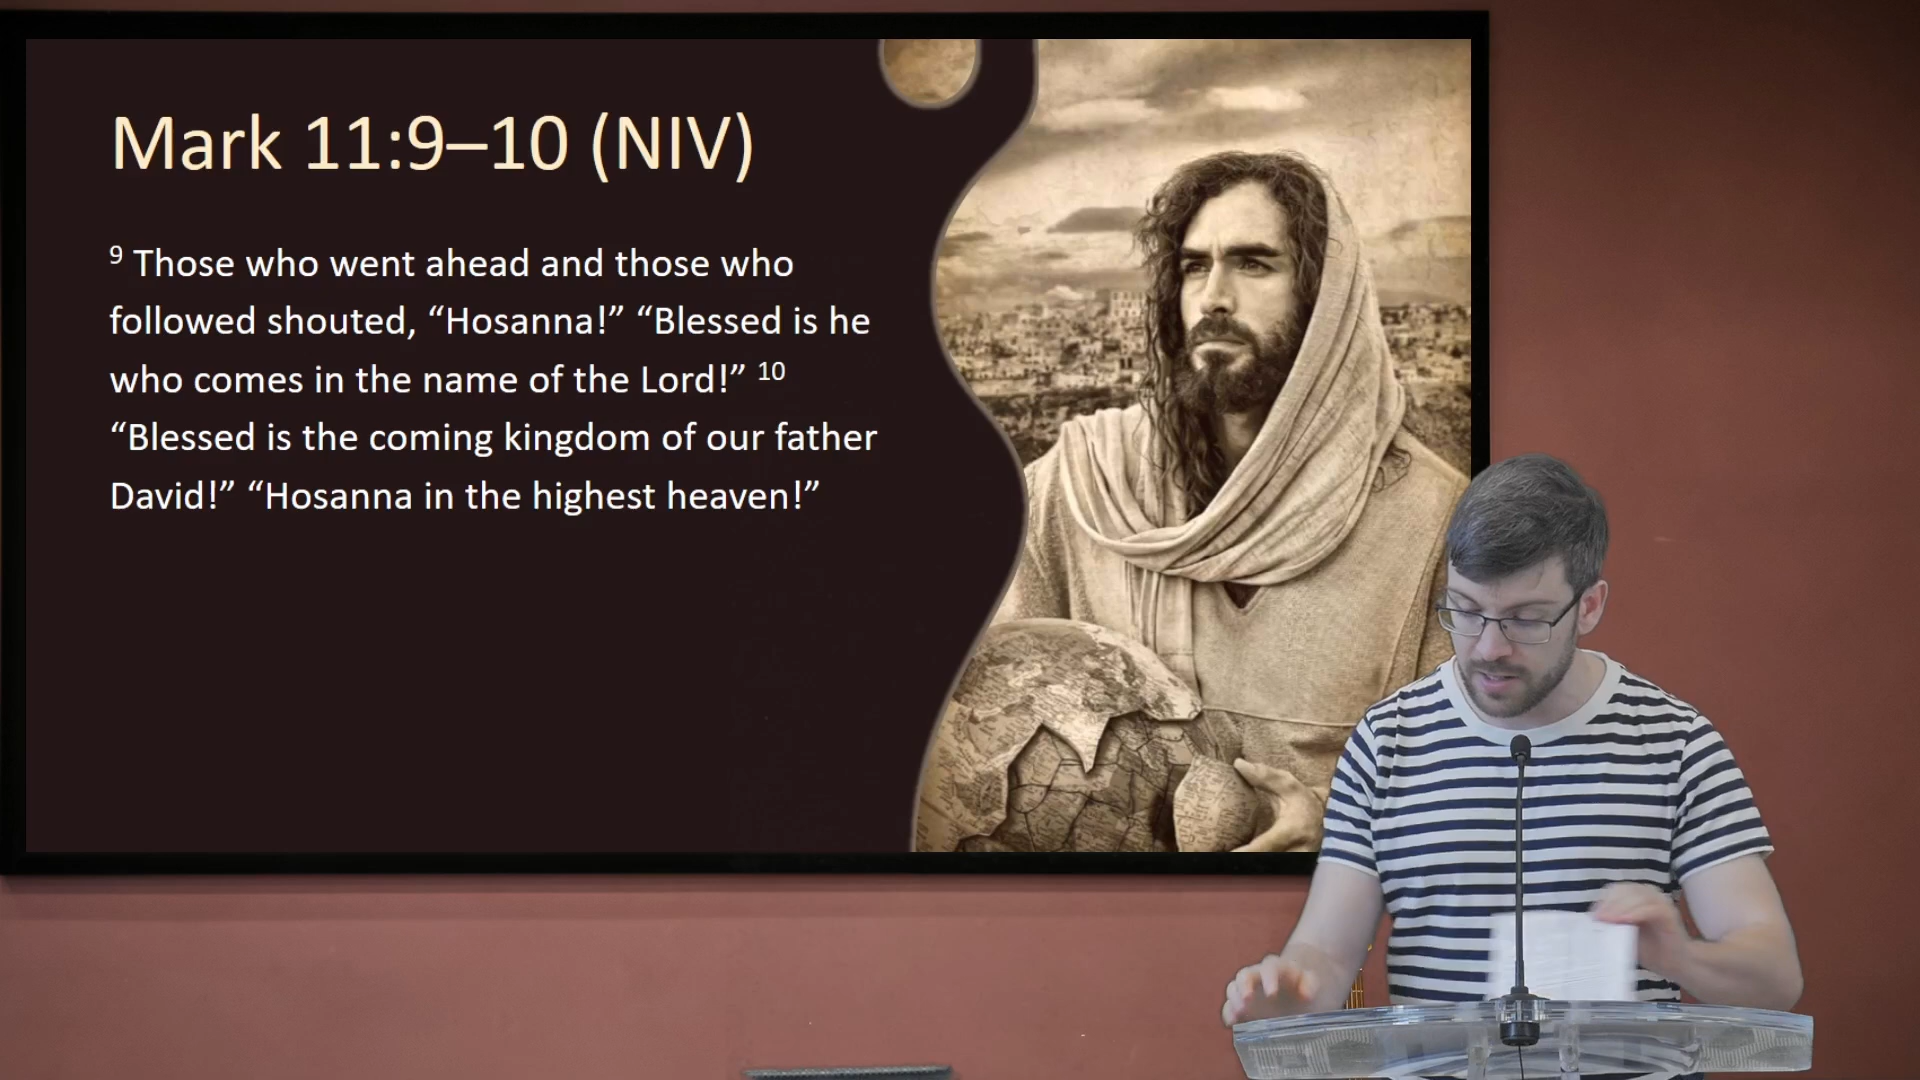 Mark 11:9–10 (NIV)
9 Those who went ahead and those who
followed shouted, “Hosanna!” “Blessed is he
who comes in the name of the Lord!” 10
“Blessed is the coming kingdom of our father
David!” “Hosanna in the highest heaven!”